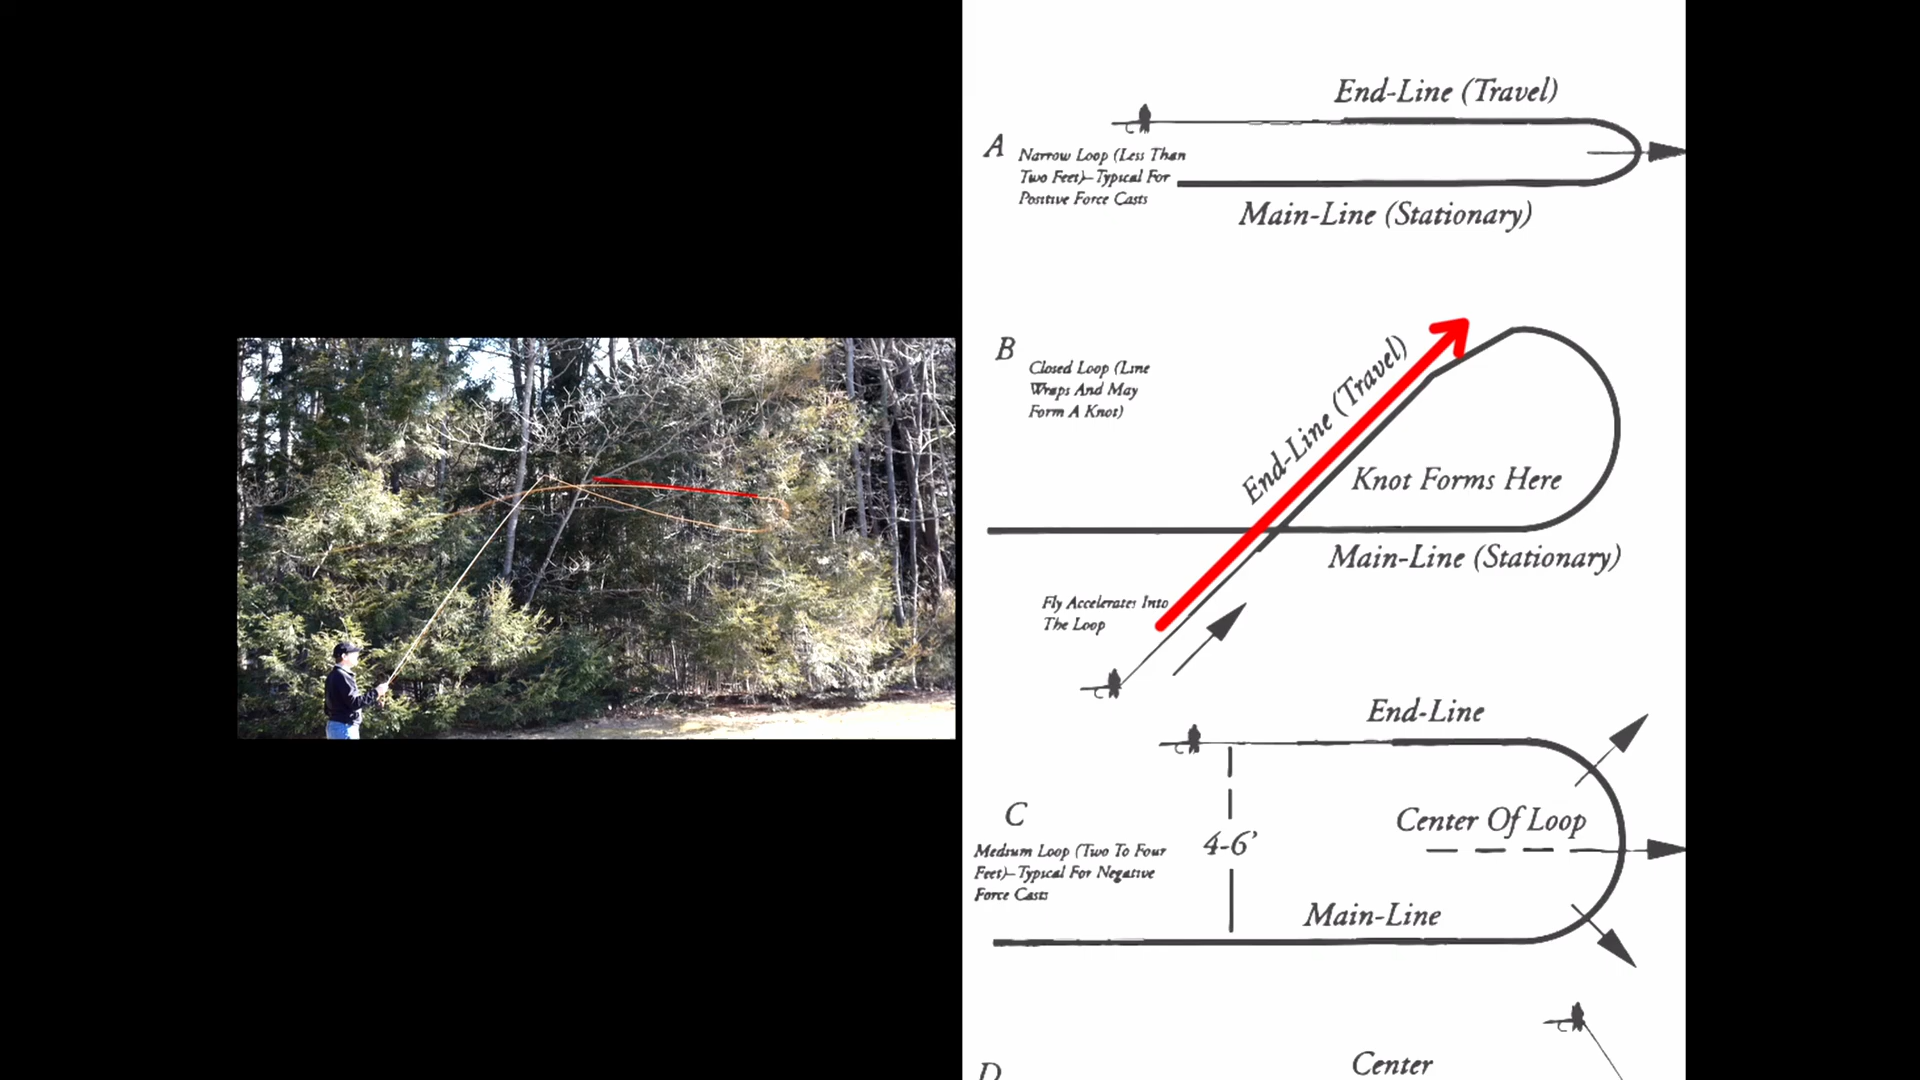 End-Line (Travel)
A
Narrow Loop (Less Than
Two Feet)–Typical For
Positive Force Casts
Main-Line (Stationary)
B
Closed Loop (Line
Wraps And May
Form A Knot)
End-Line (Travel)
Knot Forms Here
Main-Line (Stationary)
Fly Accelerates Into
The Loop
End-Line
C
Center Of Loop
4-6’
Medium Loop (Two To Four
Feet)–Typical For Negative
Force Casts
Main-Line
Center
D